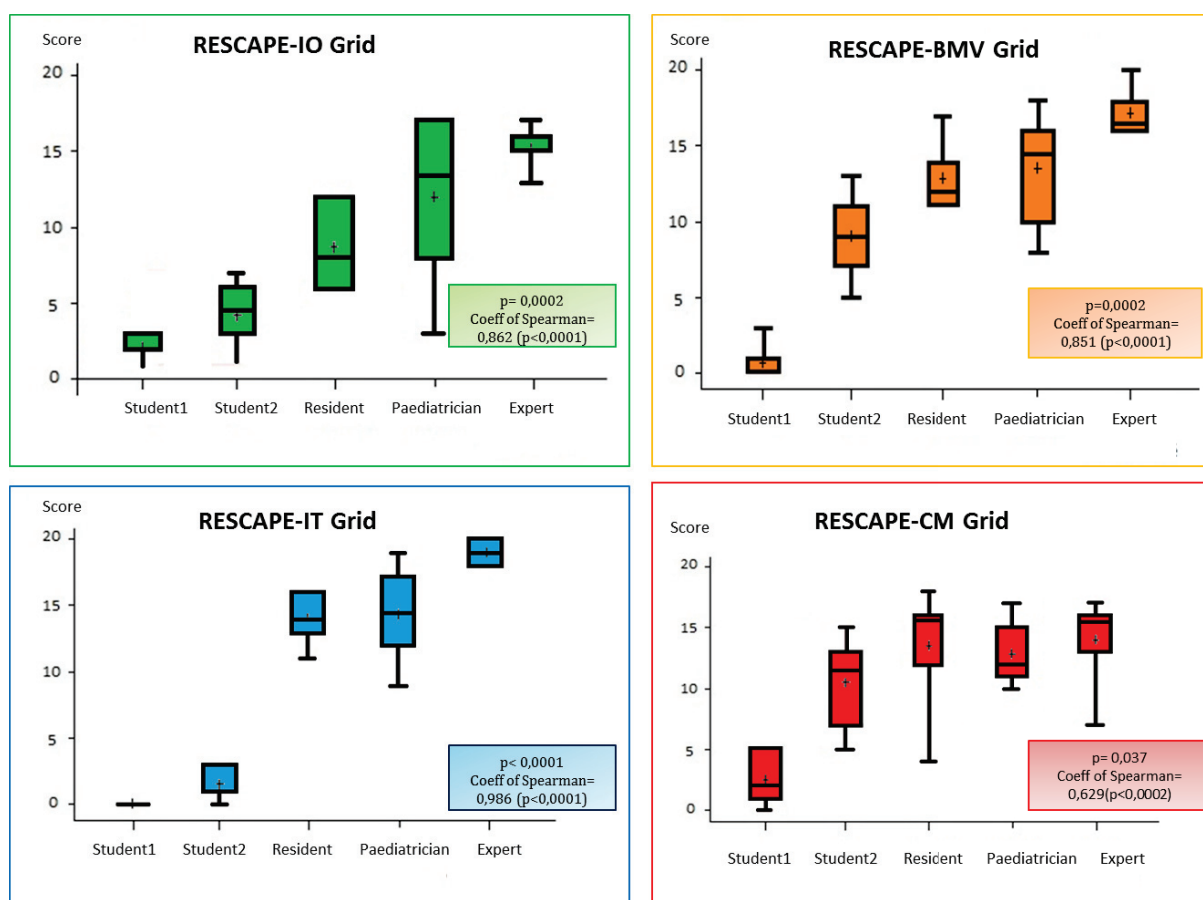 Score
RESCAPE-IO Grid
20
15
10
5
0
p= 0,0002
Coeff of Spearman=
0,862 (p<0,0001)
Student1 Student2 Resident Paediatrician Expert
Score
RESCAPE-BMV Grid
20
15
10
5
0
p=0,0002
Coeff of Spearman=
0,851 (p<0,0001)
Student1 Student2 Resident Paediatrician Expert
Score
RESCAPE-IT Grid
20
15
10
5
0
p< 0,0001
Coeff of Spearman=
0,986 (p<0,0001)
Student1 Student2 Resident Paediatrician Expert
Score
RESCAPE-CM Grid
20
15
10
5
0
p= 0,037
Coeff of Spearman=
0,629(p<0,0002)
Student1 Student2 Resident Paediatrician Expert